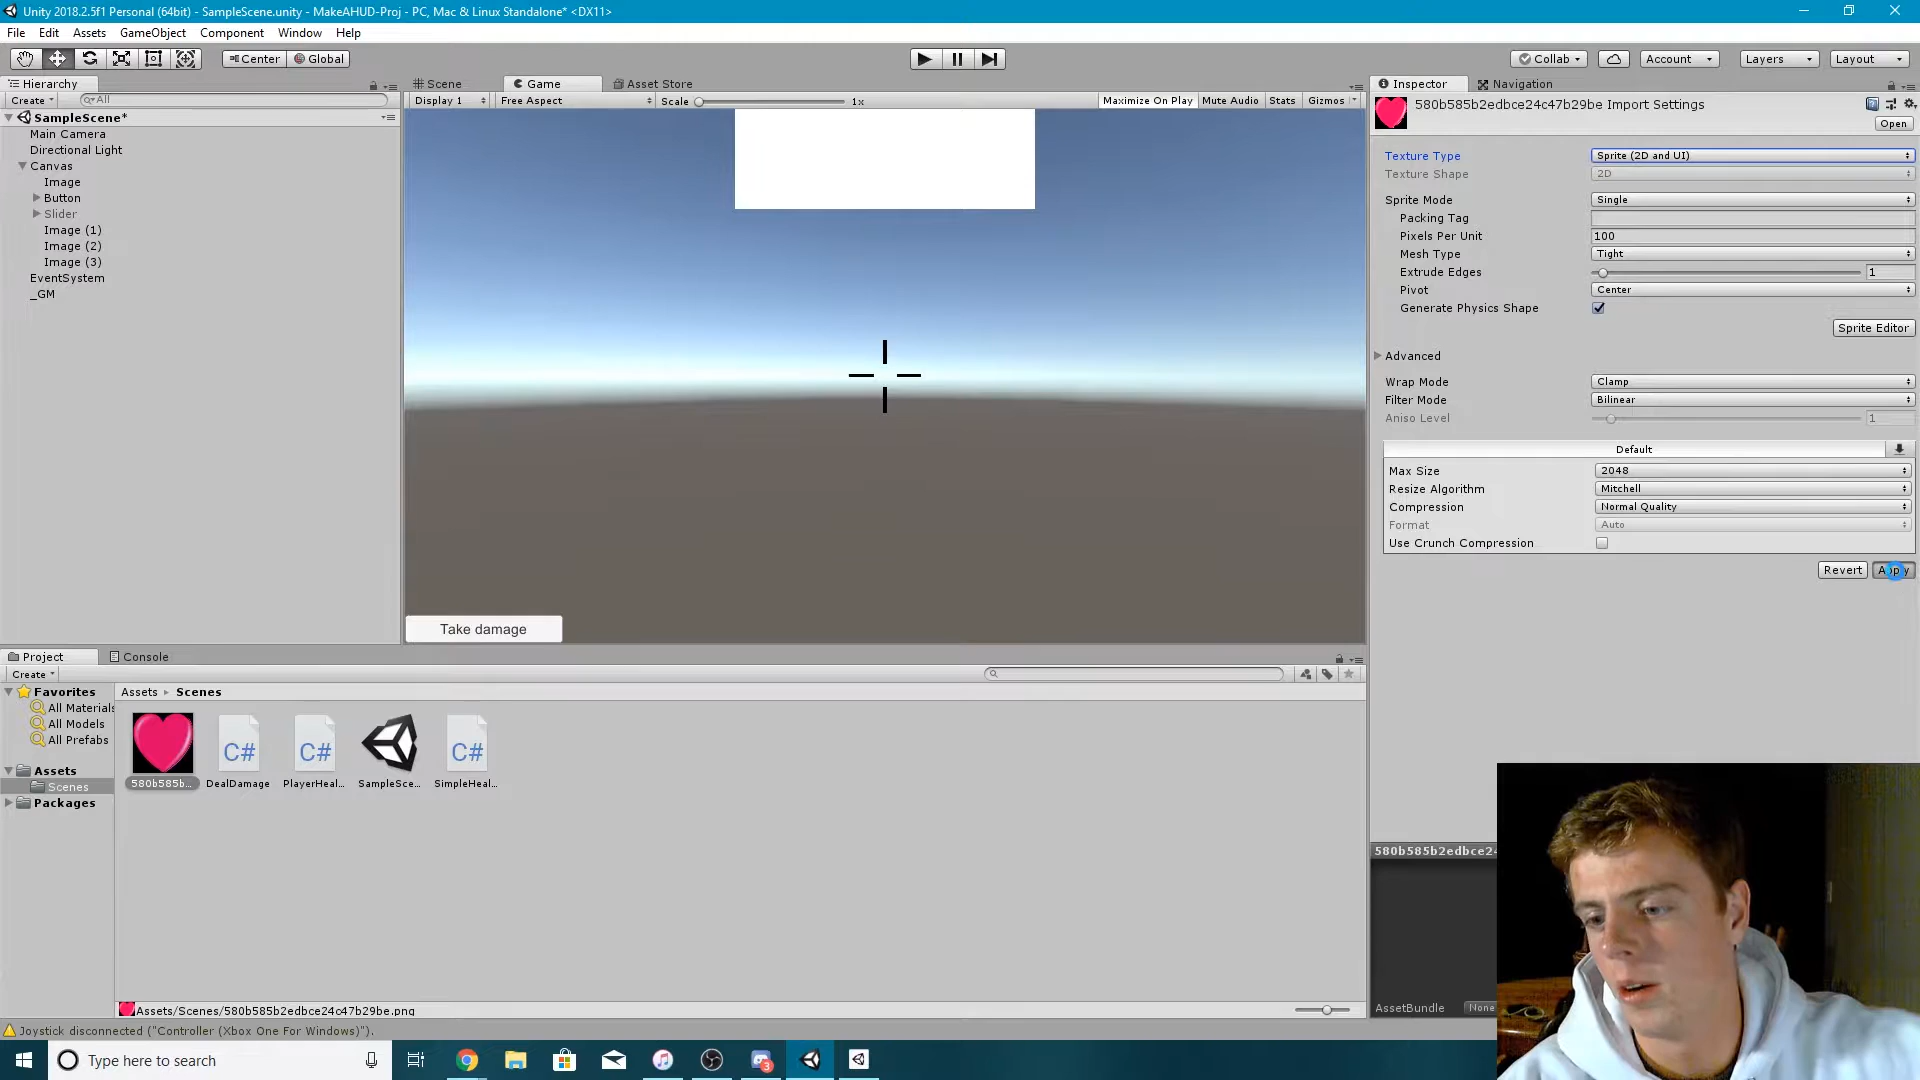 Unity 2018.2.5f1 Personal (64bit) - SampleScene.unity - MakeAHUD-Proj - PC, Mac & Linux Standalone* <DX11>
File Edit Assets GameObject Component Window Help
Center Global Collab Account Layers Layout
Hierarchy
Create All
SampleScene*
Main Camera
Directional Light
Canvas
Image
Button
Slider
Image (1)
Image (2)
Image (3)
EventSystem
_GM
Scene Game Asset Store
Display 1 Free Aspect Scale 1x Maximize On Play Mute Audio Stats Gizmos
Take damage
Inspector Navigation
580b585b2edbce24c47b29be Import Settings
Open
Texture Type Sprite (2D and UI)
Texture Shape 2D
Sprite Mode Single
Packing Tag
Pixels Per Unit 100
Mesh Type Tight
Extrude Edges 1
Pivot Center
Generate Physics Shape
Sprite Editor
Advanced
Wrap Mode Clamp
Filter Mode Bilinear
Aniso Level 1
Default
Max Size 2048
Resize Algorithm Mitchell
Compression Normal Quality
Format Auto
Use Crunch Compression
Revert Apply
Project Console
Create
Favorites
All Materials
All Models
All Prefabs
Assets
Scenes
Packages
Assets Scenes
C# C# C#
580b585b... DealDamage PlayerHeal... SampleSce... SimpleHeal...
Assets/Scenes/580b585b2edbce24c47b29be.png
580b585b2edbce24
AssetBundle None
Joystick disconnected ("Controller (Xbox One For Windows)").
Type here to search
3